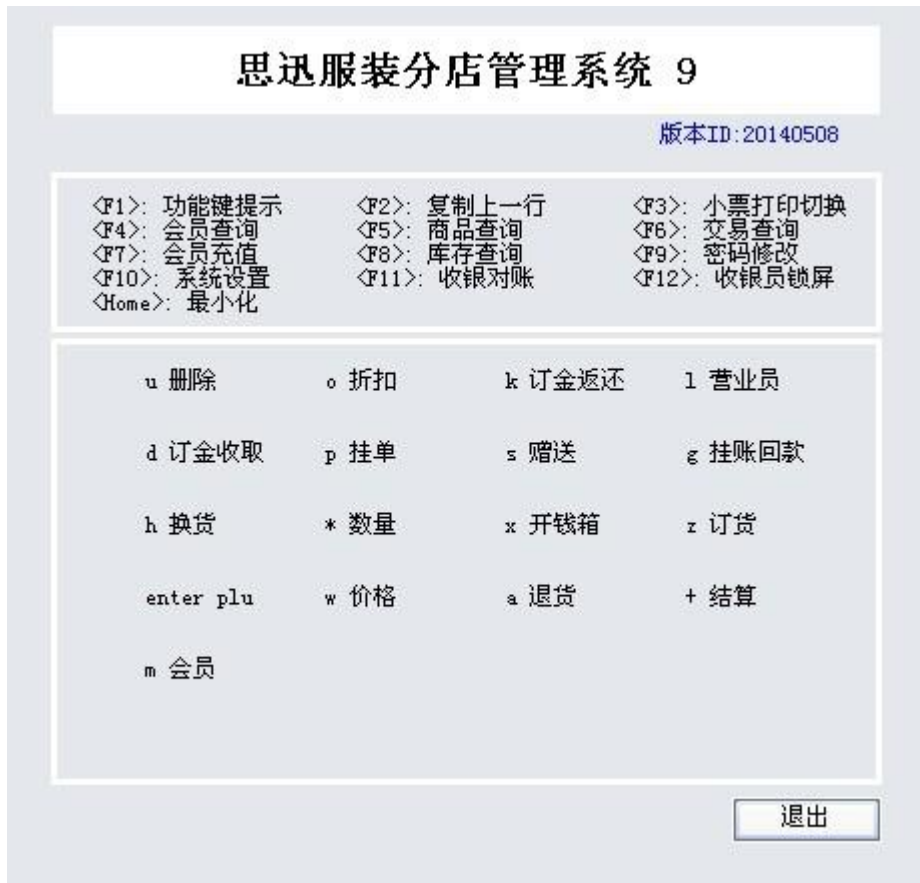 思迅服装分店管理系统 9
版本ID:20140508
<F1>: 功能键提示 <F2>: 复制上一行 <F3>: 小票打印切换
<F4>: 会员查询 <F5>: 商品查询 <F6>: 交易查询
<F7>: 会员充值 <F8>: 库存查询 <F9>: 密码修改
<F10>: 系统设置 <F11>: 收银对账 <F12>: 收银员锁屏
<Home>: 最小化
u 删除 o 折扣 k 订金返还 l 营业员
d 订金收取 p 挂单 s 赠送 g 挂账回款
h 换货 * 数量 x 开钱箱 z 订货
enter plu w 价格 a 退货 + 结算
m 会员
退出